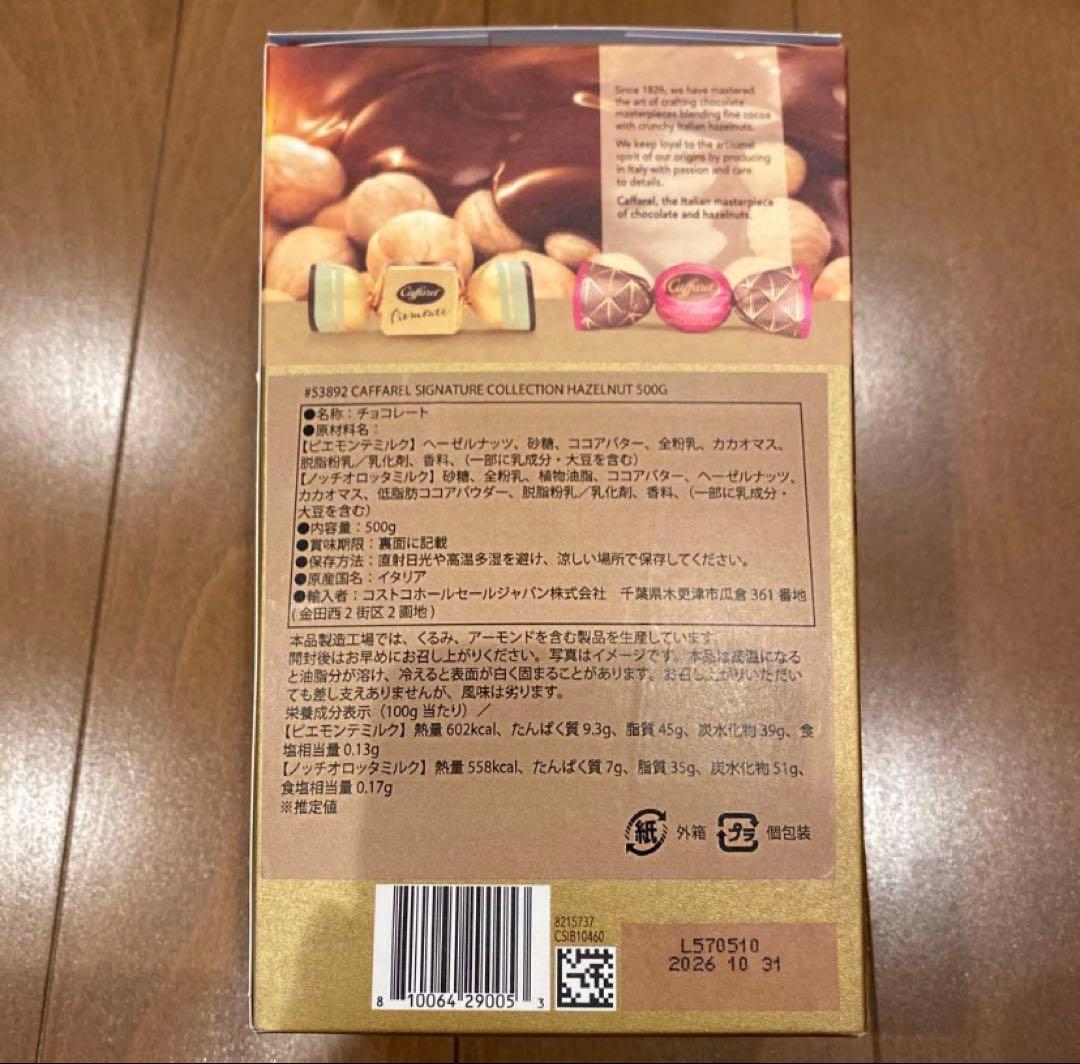 Since 1826, we have mastered
the art of crafting chocolate
masterpieces blending fine cocoa
with crunchy Italian hazelnuts.
We keep loyal to the artisanal
spirit of our origins by producing
in Italy with passion and care
to details.
Caffarel, the Italian masterpiece
of chocolate and hazelnuts.
Caffarel
Piemonte
Caffarel
#53892 CAFFAREL SIGNATURE COLLECTION HAZELNUT 500G
●名称：チョコレート
●原材料名：
【ピエモンテミルク】ヘーゼルナッツ、砂糖、ココアバター、全粉乳、カカオマス、
脱脂粉乳／乳化剤、香料、（一部に乳成分・大豆を含む）
【ノッチオロッタミルク】砂糖、全粉乳、植物油脂、ココアバター、ヘーゼルナッツ、
カカオマス、低脂肪ココアパウダー、脱脂粉乳／乳化剤、香料、（一部に乳成分・
大豆を含む）
●内容量：500g
●賞味期限：裏面に記載
●保存方法：直射日光や高温多湿を避け、涼しい場所で保存してください。
●原産国名：イタリア
●輸入者：コストコホールセールジャパン株式会社　千葉県木更津市瓜倉 361 番地
(金田西 2 街区 2 画地)
本品製造工場では、くるみ、アーモンドを含む製品を生産しています。
開封後はお早めにお召し上がりください。写真はイメージです。本品は高温になる
と油脂分が溶け、冷えると表面が白く固まることがあります。お召し上がりいただい
ても差し支えありませんが、風味は劣ります。
栄養成分表示（100g 当たり）／
【ピエモンテミルク】熱量 602kcal、たんぱく質 9.3g、脂質 45g、炭水化物 39g、食
塩相当量 0.13g
【ノッチオロッタミルク】熱量 558kcal、たんぱく質 7g、脂質 35g、炭水化物 51g、
食塩相当量 0.17g
※推定値
紙 外箱 プラ 個包装
8215737
CSIB10460
L570510
2026 10 31
8 10064 29005 3